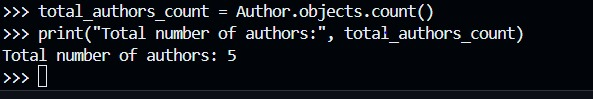 >>> total_authors_count = Author.objects.count()
>>> print("Total number of authors:", total_authors_count)
Total number of authors: 5
>>>